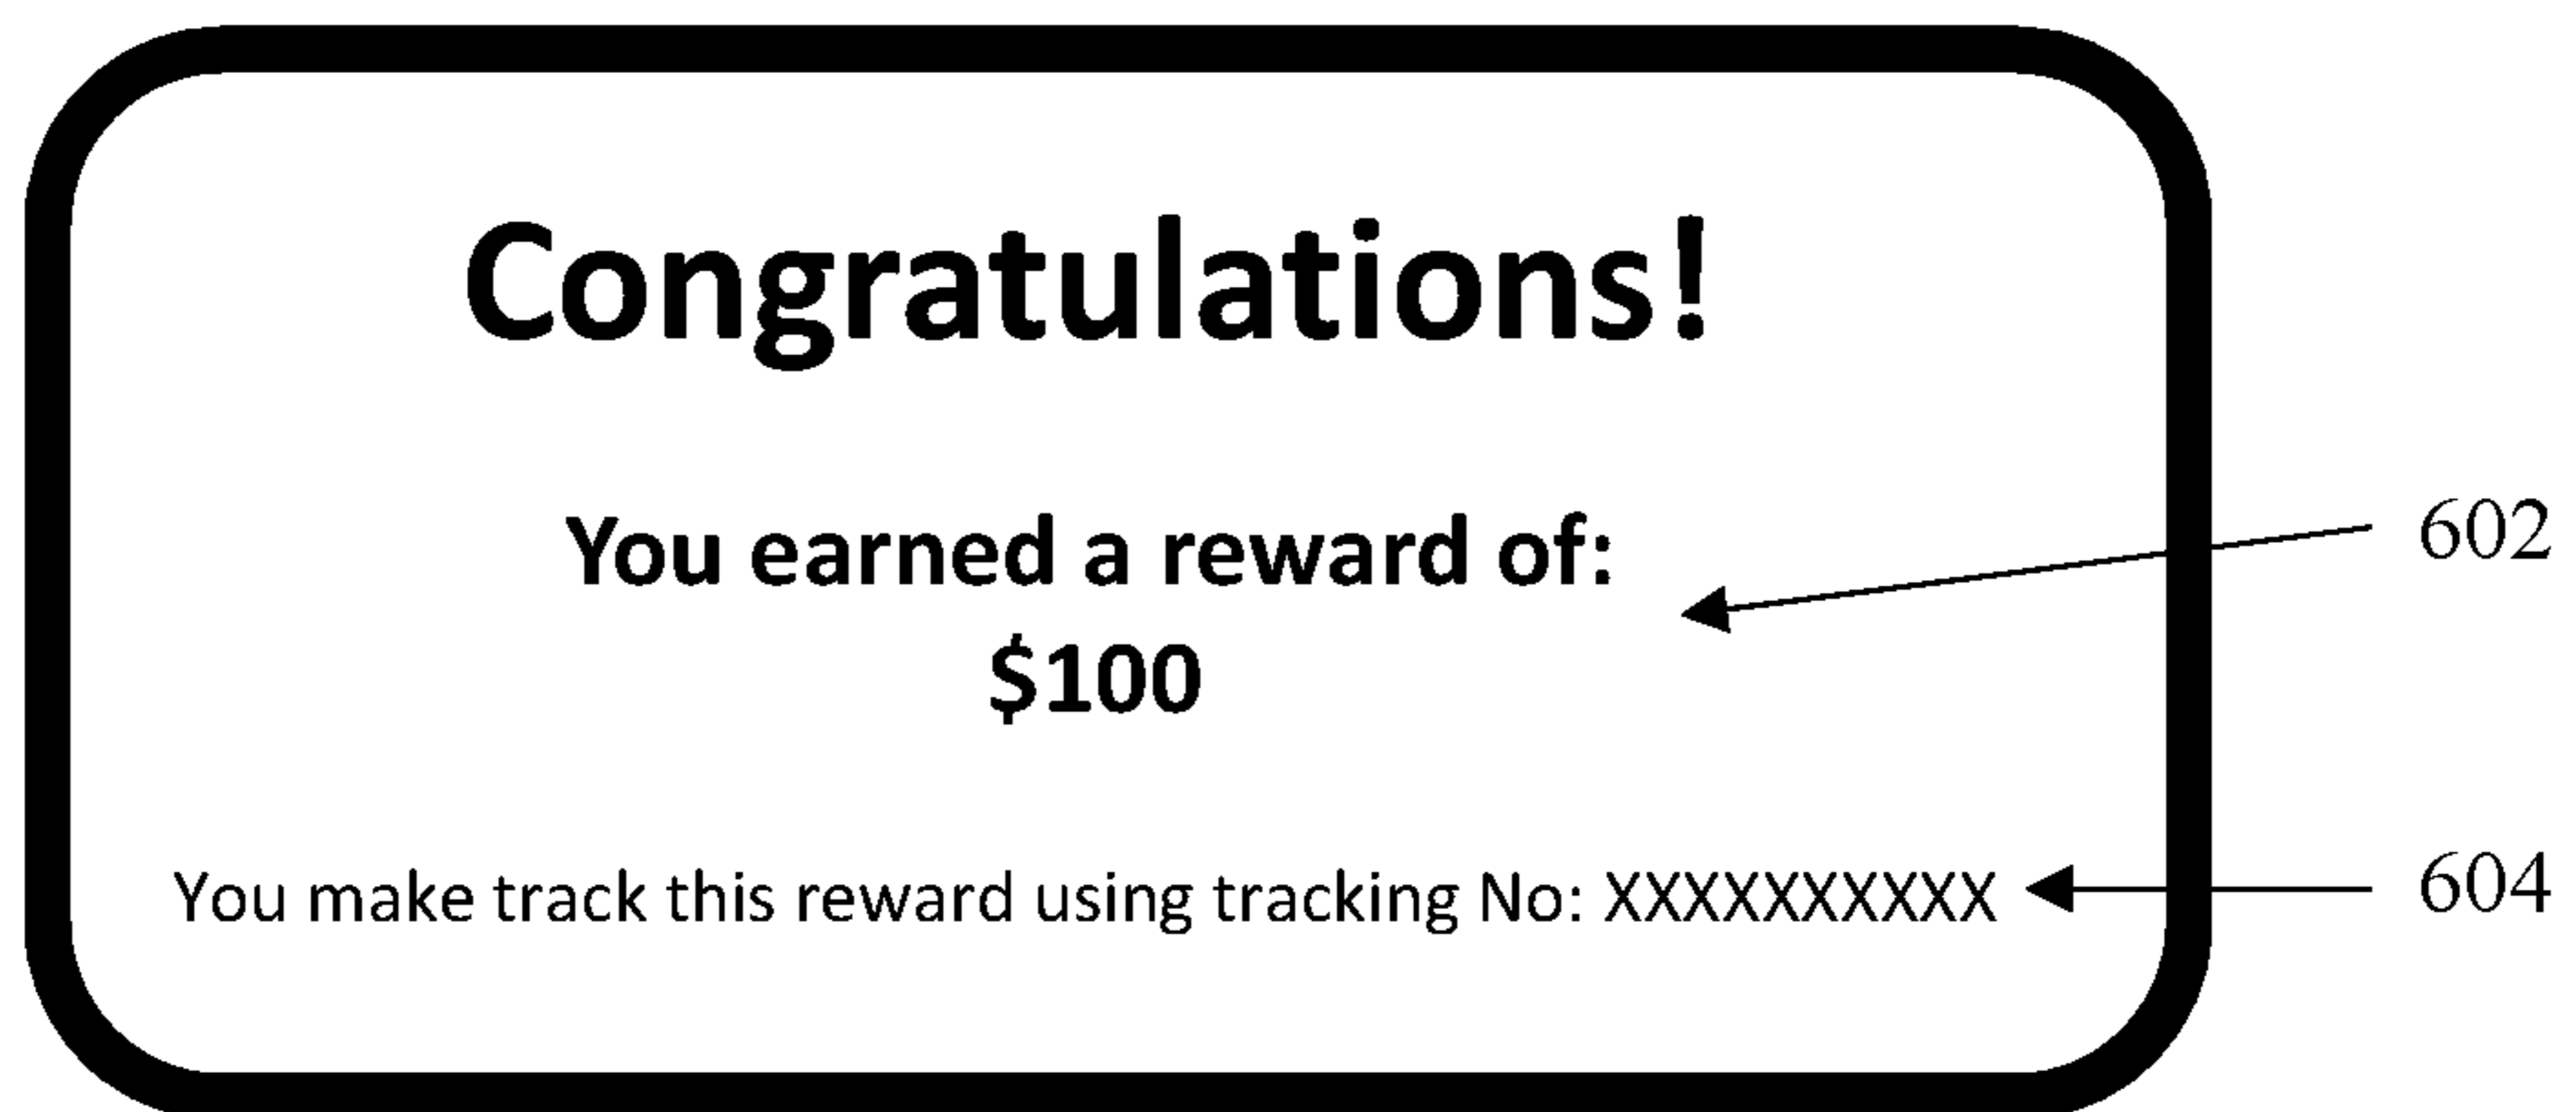 Congratulations!
You earned a reward of:
602
$100
You make track this reward using tracking No: XXXXXXXXXX
604